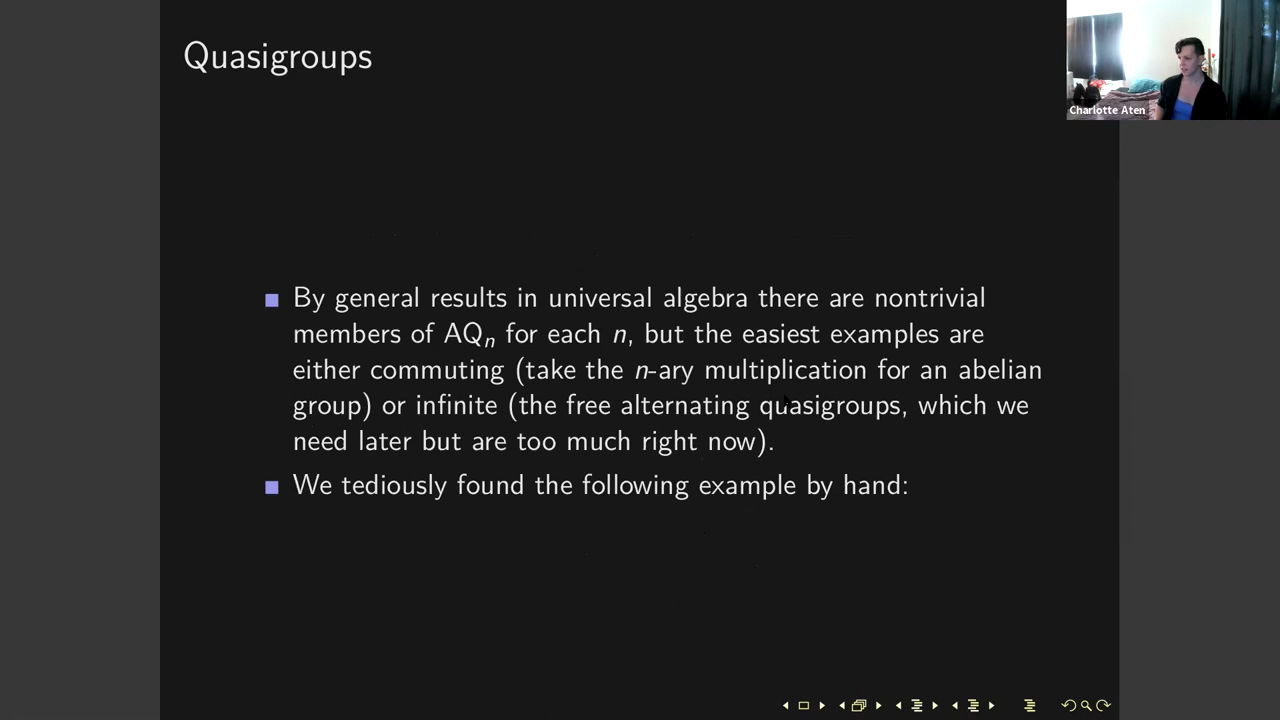 Quasigroups
Charlotte Aten
By general results in universal algebra there are nontrivial
members of AQn for each n, but the easiest examples are
either commuting (take the n-ary multiplication for an abelian
group) or infinite (the free alternating quasigroups, which we
need later but are too much right now).
We tediously found the following example by hand: